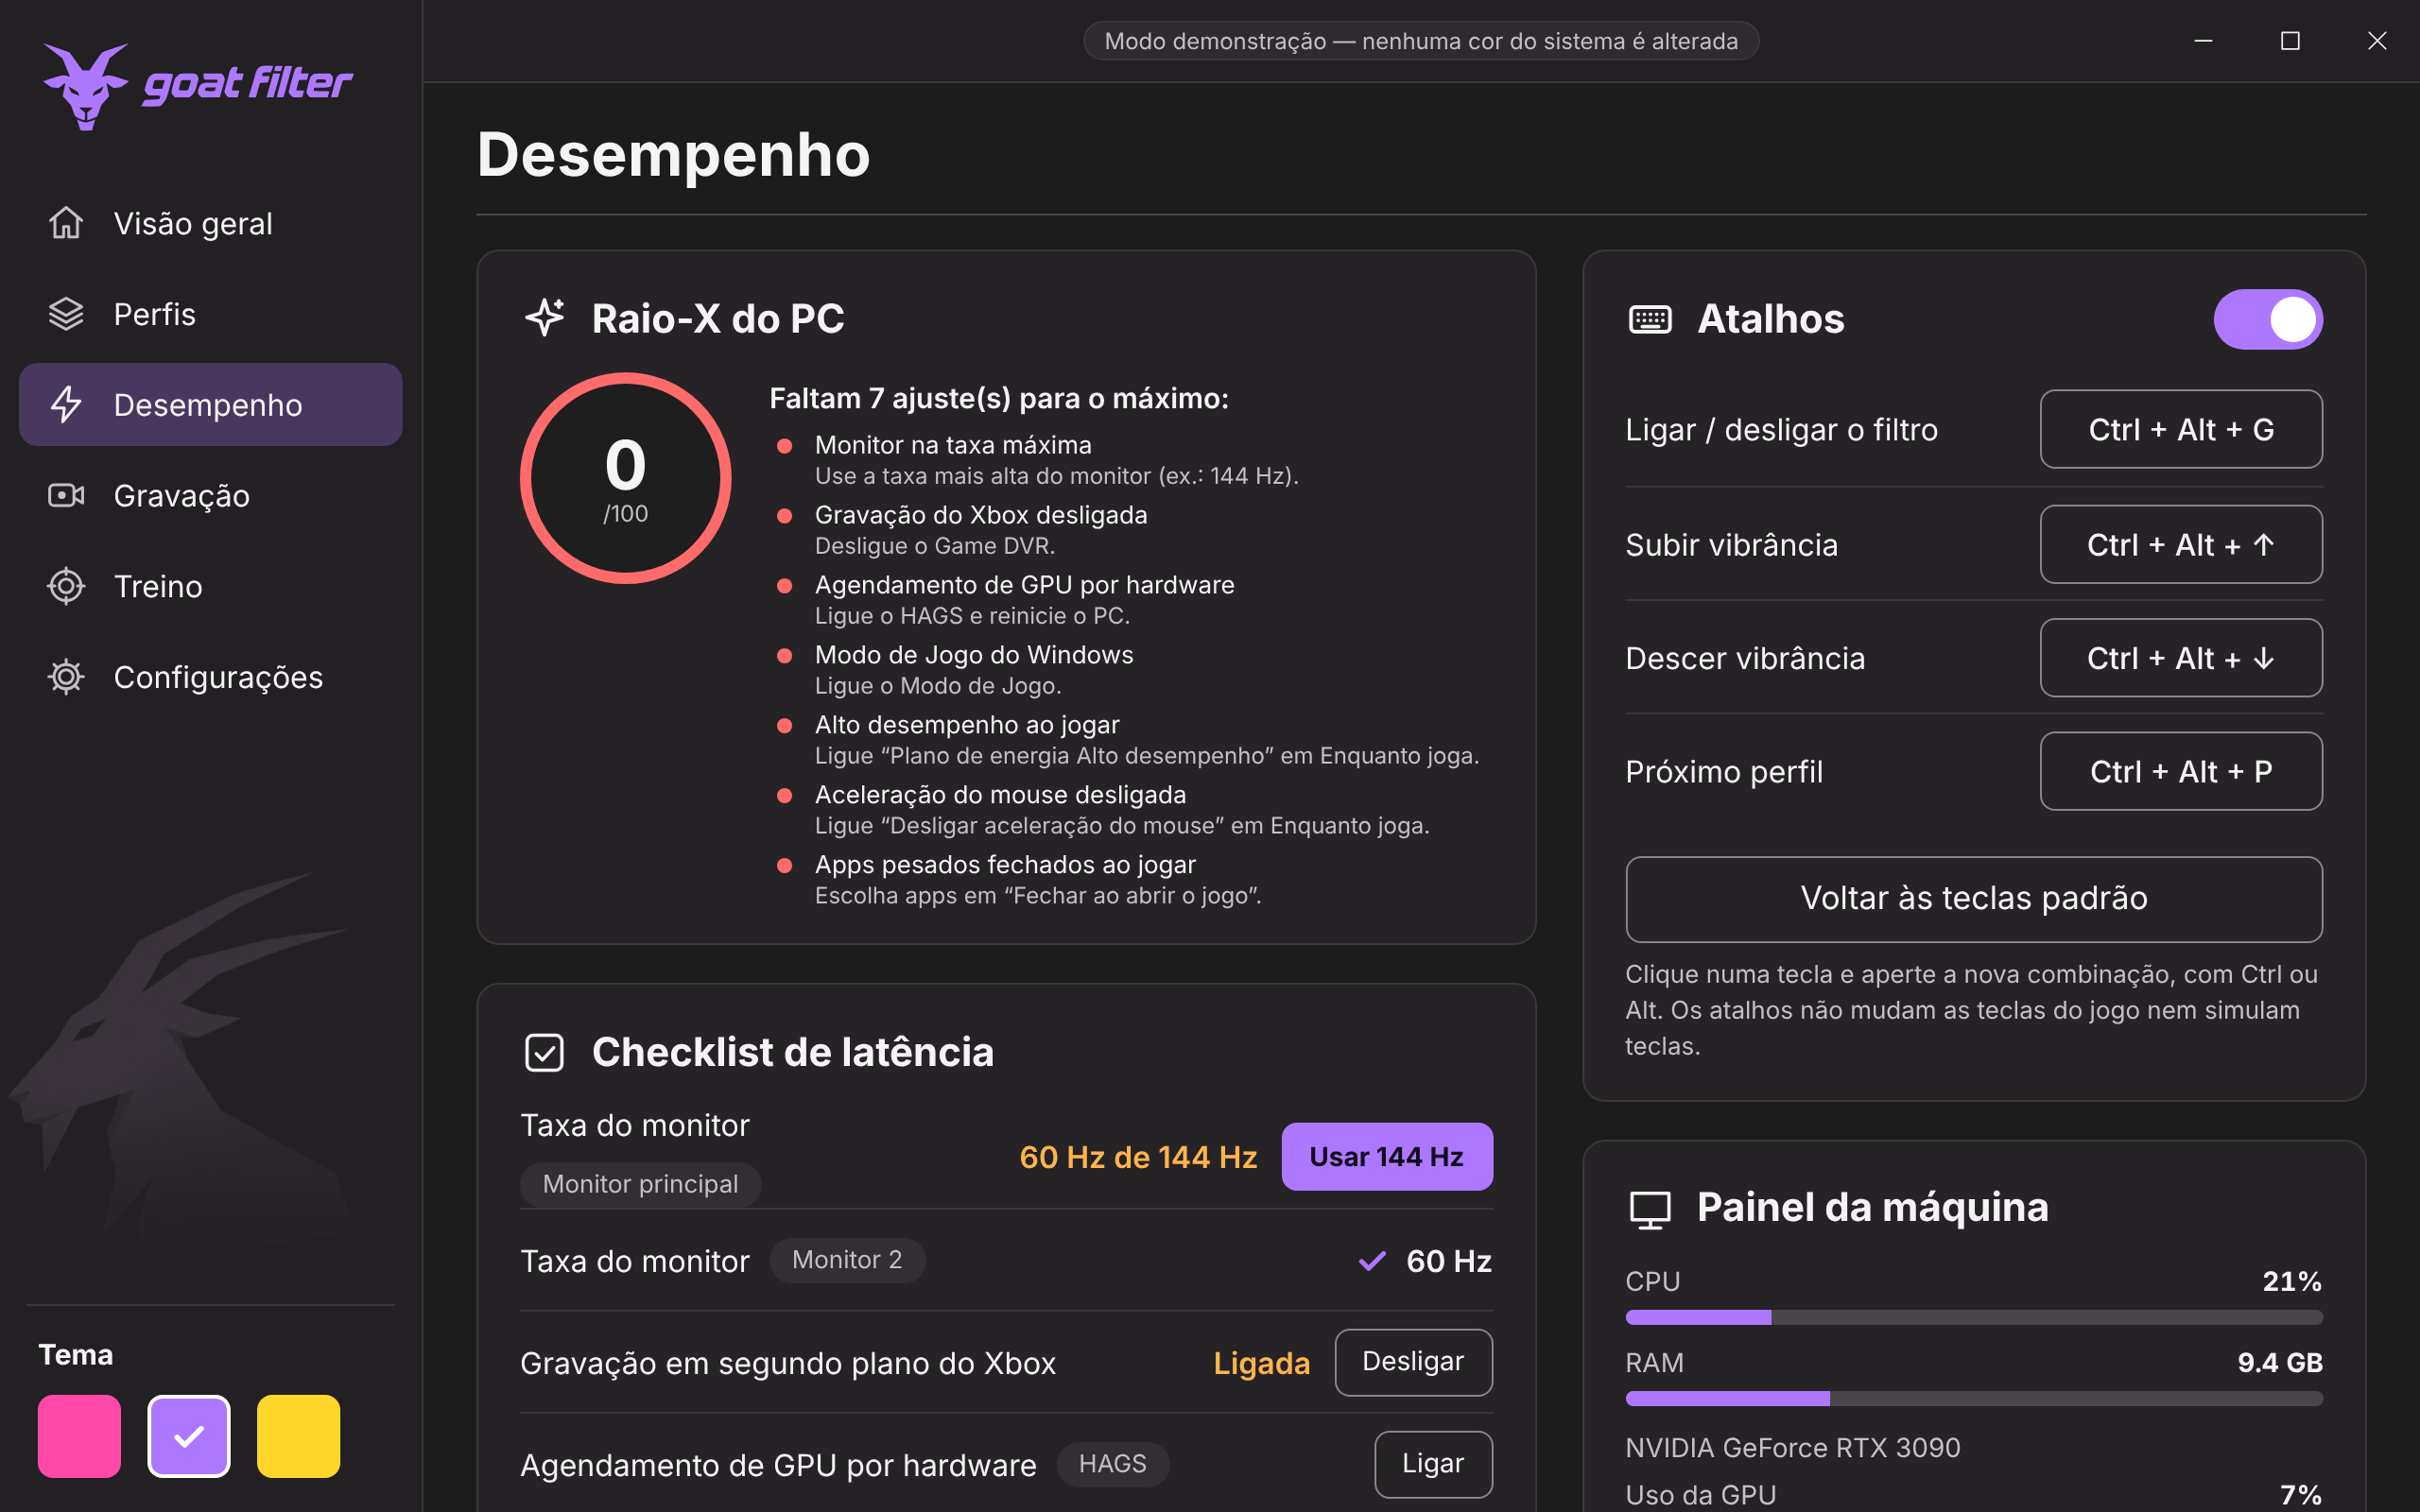 goat filter
Visão geral
Perfis
Desempenho
Gravação
Treino
Configurações
Tema
Modo demonstração — nenhuma cor do sistema é alterada
Desempenho
Raio-X do PC
0
/100
Faltam 7 ajuste(s) para o máximo:
Monitor na taxa máxima
Use a taxa mais alta do monitor (ex.: 144 Hz).
Gravação do Xbox desligada
Desligue o Game DVR.
Agendamento de GPU por hardware
Ligue o HAGS e reinicie o PC.
Modo de Jogo do Windows
Ligue o Modo de Jogo.
Alto desempenho ao jogar
Ligue “Plano de energia Alto desempenho” em Enquanto joga.
Aceleração do mouse desligada
Ligue “Desligar aceleração do mouse” em Enquanto joga.
Apps pesados fechados ao jogar
Escolha apps em “Fechar ao abrir o jogo”.
Checklist de latência
Taxa do monitor
Monitor principal
60 Hz de 144 Hz
Usar 144 Hz
Taxa do monitor Monitor 2 60 Hz
Gravação em segundo plano do Xbox Ligada Desligar
Agendamento de GPU por hardware HAGS Ligar
Atalhos
Ligar / desligar o filtro Ctrl + Alt + G
Subir vibrância Ctrl + Alt + ↑
Descer vibrância Ctrl + Alt + ↓
Próximo perfil Ctrl + Alt + P
Voltar às teclas padrão
Clique numa tecla e aperte a nova combinação, com Ctrl ou
Alt. Os atalhos não mudam as teclas do jogo nem simulam
teclas.
Painel da máquina
CPU 21%
RAM 9.4 GB
NVIDIA GeForce RTX 3090
Uso da GPU 7%